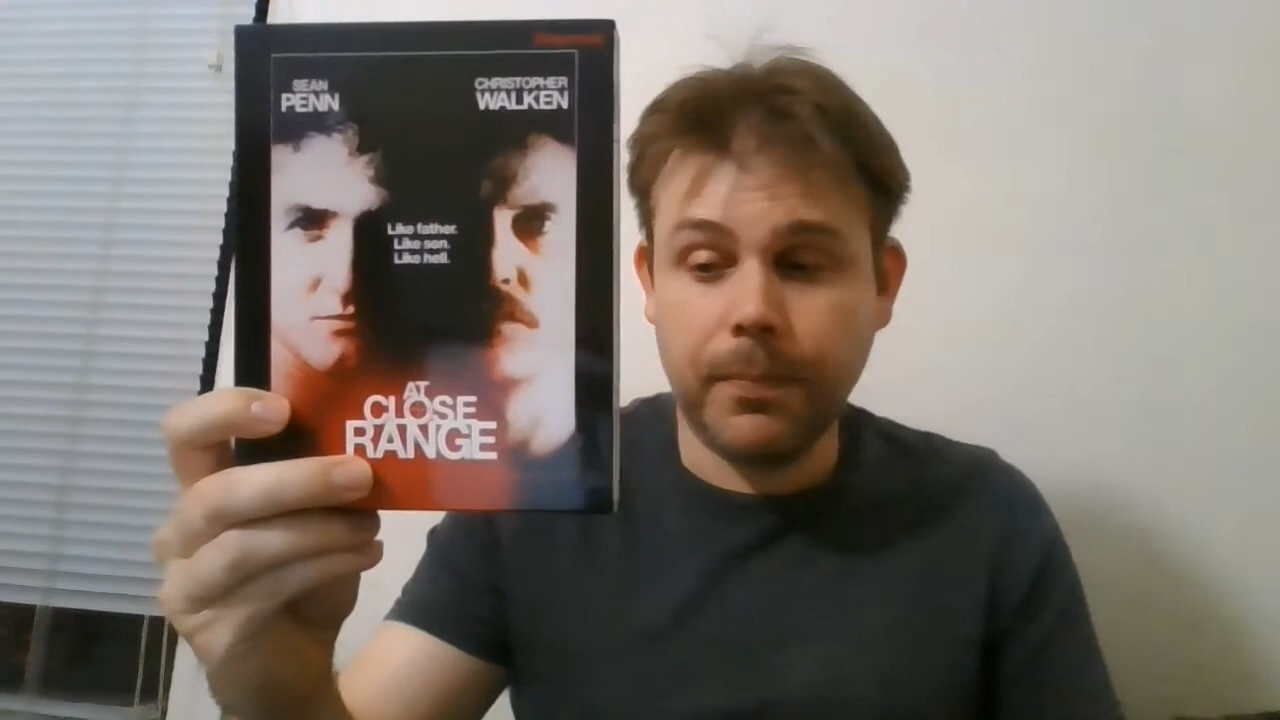 SEAN
PENN
CHRISTOPHER
WALKEN
Like father.
Like son.
Like hell.
AT
CLOSE
RANGE